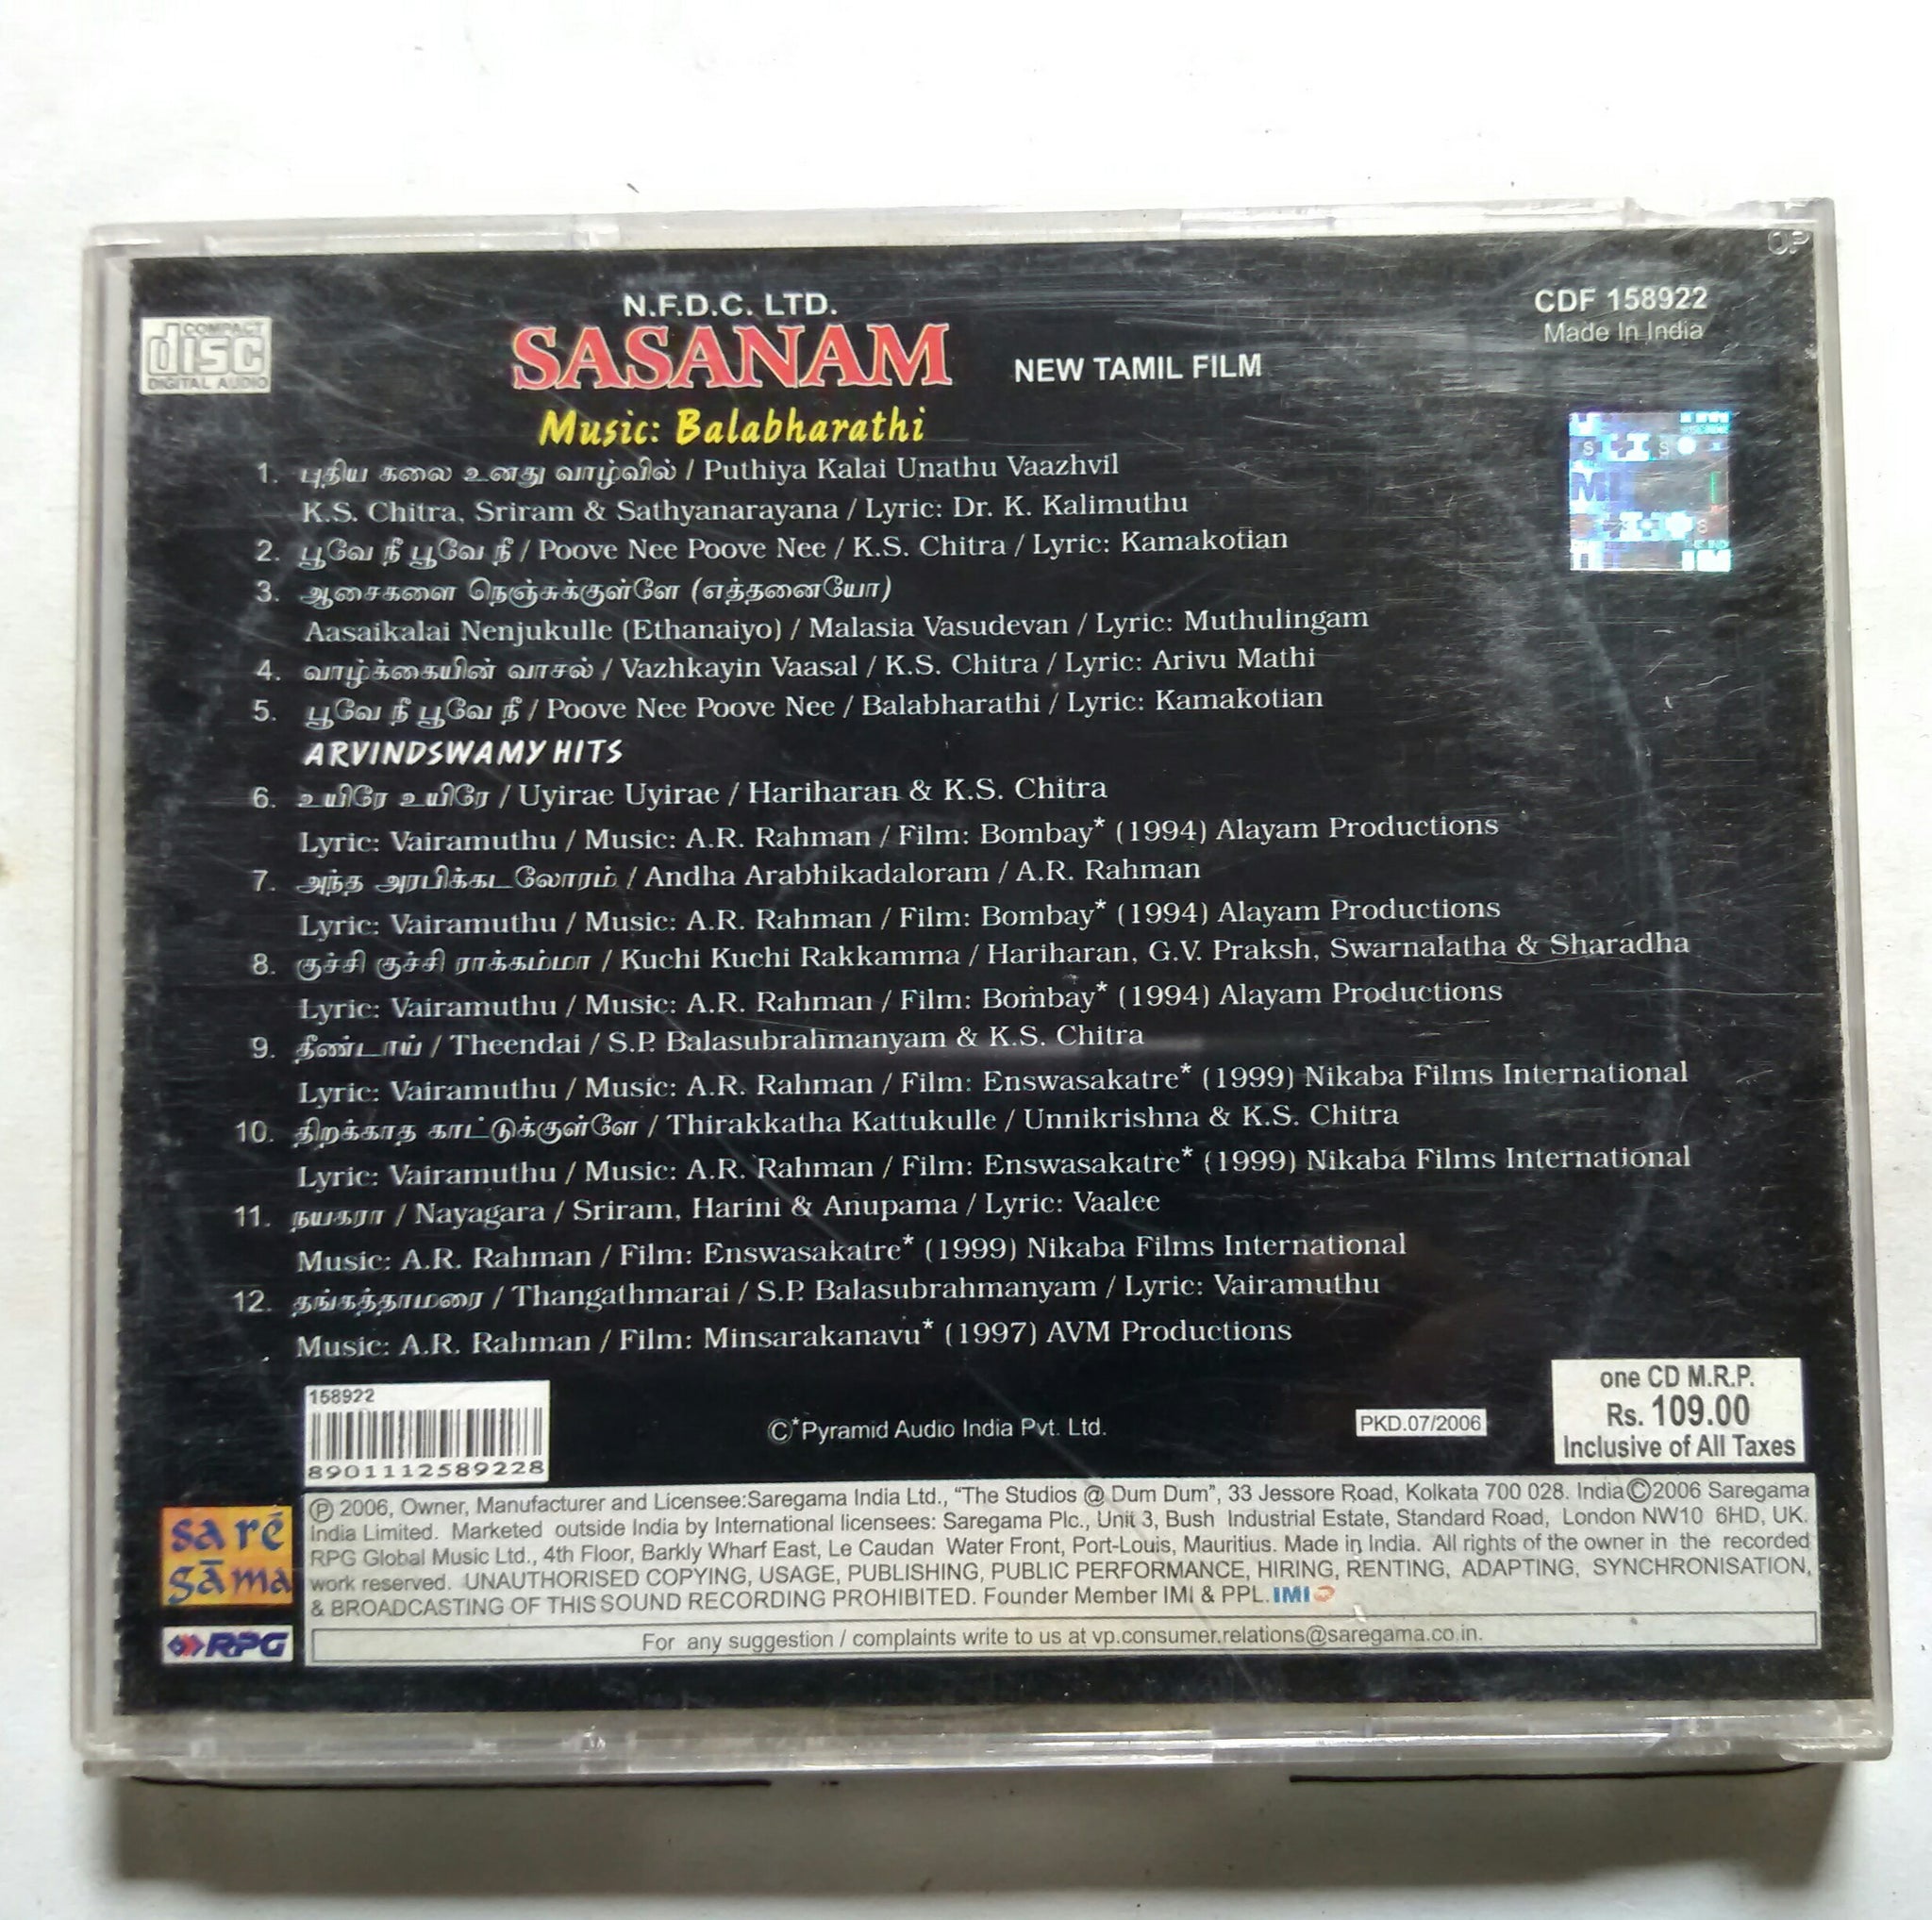 COMPACT
disc
DIGITAL AUDIO
N.F.D.C. LTD.
SASANAM
NEW TAMIL FILM
CDF 158922
Made In India
Music: Balabharathi
1. புதிய கலை உனது வாழ்வில் / Puthiya Kalai Unathu Vaazhvil
K.S. Chitra, Sriram & Sathyanarayana / Lyric: Dr. K. Kalimuthu
2. பூவே நீ பூவே நீ / Poove Nee Poove Nee / K.S. Chitra / Lyric: Kamakotian
3. ஆசைகளை நெஞ்சுக்குள்ளே (எத்தனையோ)
Aasaikalai Nenjukulle (Ethanaiyo) / Malasia Vasudevan / Lyric: Muthulingam
4. வாழ்க்கையின் வாசல் / Vazhkayin Vaasal / K.S. Chitra / Lyric: Arivu Mathi
5. பூவே நீ பூவே நீ / Poove Nee Poove Nee / Balabharathi / Lyric: Kamakotian
ARVINDSWAMY HITS
6. உயிரே உயிரே / Uyirae Uyirae / Hariharan & K.S. Chitra
Lyric: Vairamuthu / Music: A.R. Rahman / Film: Bombay* (1994) Alayam Productions
7. அந்த அரபிக்கடலோரம் / Andha Arabhikadaloram / A.R. Rahman
Lyric: Vairamuthu / Music: A.R. Rahman / Film: Bombay* (1994) Alayam Productions
8. குச்சி குச்சி ராக்கம்மா / Kuchi Kuchi Rakkamma / Hariharan, G.V. Praksh, Swarnalatha & Sharadha
Lyric: Vairamuthu / Music: A.R. Rahman / Film: Bombay* (1994) Alayam Productions
9. தீண்டாய் / Theendai / S.P. Balasubrahmanyam & K.S. Chitra
Lyric: Vairamuthu / Music: A.R. Rahman / Film: Enswasakatre* (1999) Nikaba Films International
10. திறக்காத காட்டுக்குள்ளே / Thirakkatha Kattukulle / Unnikrishna & K.S. Chitra
Lyric: Vairamuthu / Music: A.R. Rahman / Film: Enswasakatre* (1999) Nikaba Films International
11. நயகரா / Nayagara / Sriram, Harini & Anupama / Lyric: Vaalee
Music: A.R. Rahman / Film: Enswasakatre* (1999) Nikaba Films International
12. தங்கத்தாமரை / Thangathmarai / S.P. Balasubrahmanyam / Lyric: Vairamuthu
Music: A.R. Rahman / Film: Minsarakanavu* (1997) AVM Productions
158922
8901112589228
©*Pyramid Audio India Pvt. Ltd.
PKD.07/2006
one CD M.R.P.
Rs. 109.00
Inclusive of All Taxes
sa rē
gāma
RPG
℗ 2006, Owner, Manufacturer and Licensee:Saregama India Ltd., “The Studios @ Dum Dum”, 33 Jessore Road, Kolkata 700 028. India©2006 Saregama
India Limited. Marketed outside India by International licensees: Saregama Plc., Unit 3, Bush Industrial Estate, Standard Road, London NW10 6HD, UK.
RPG Global Music Ltd., 4th Floor, Barkly Wharf East, Le Caudan Water Front, Port-Louis, Mauritius. Made in India. All rights of the owner in the recorded
work reserved. UNAUTHORISED COPYING, USAGE, PUBLISHING, PUBLIC PERFORMANCE, HIRING, RENTING, ADAPTING, SYNCHRONISATION,
& BROADCASTING OF THIS SOUND RECORDING PROHIBITED. Founder Member IMI & PPL. IMI
For any suggestion / complaints write to us at vp.consumer.relations@saregama.co.in.